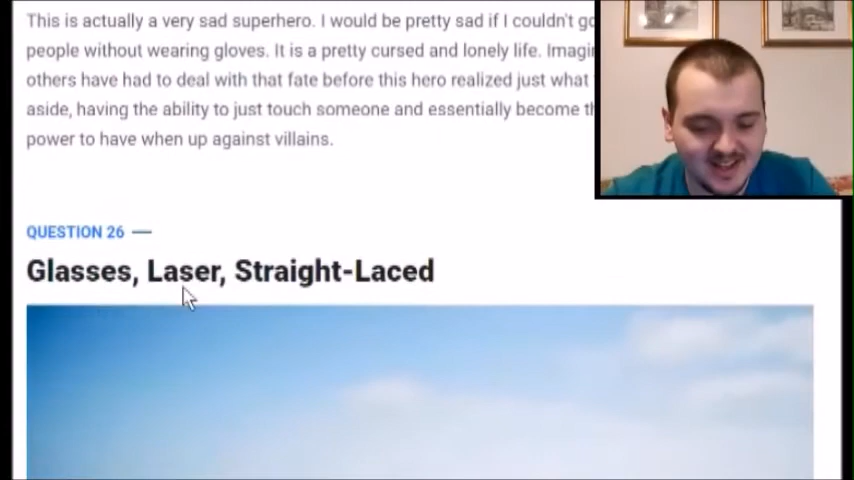 This is actually a very sad superhero. I would be pretty sad if I couldn't
people without wearing gloves. It is a pretty cursed and lonely life.
others have had to deal with that fate before this hero realized just what
aside, having the ability to just touch someone and essentially become
power to have when up against villains.
QUESTION 26 —
Glasses, Laser, Straight-Laced